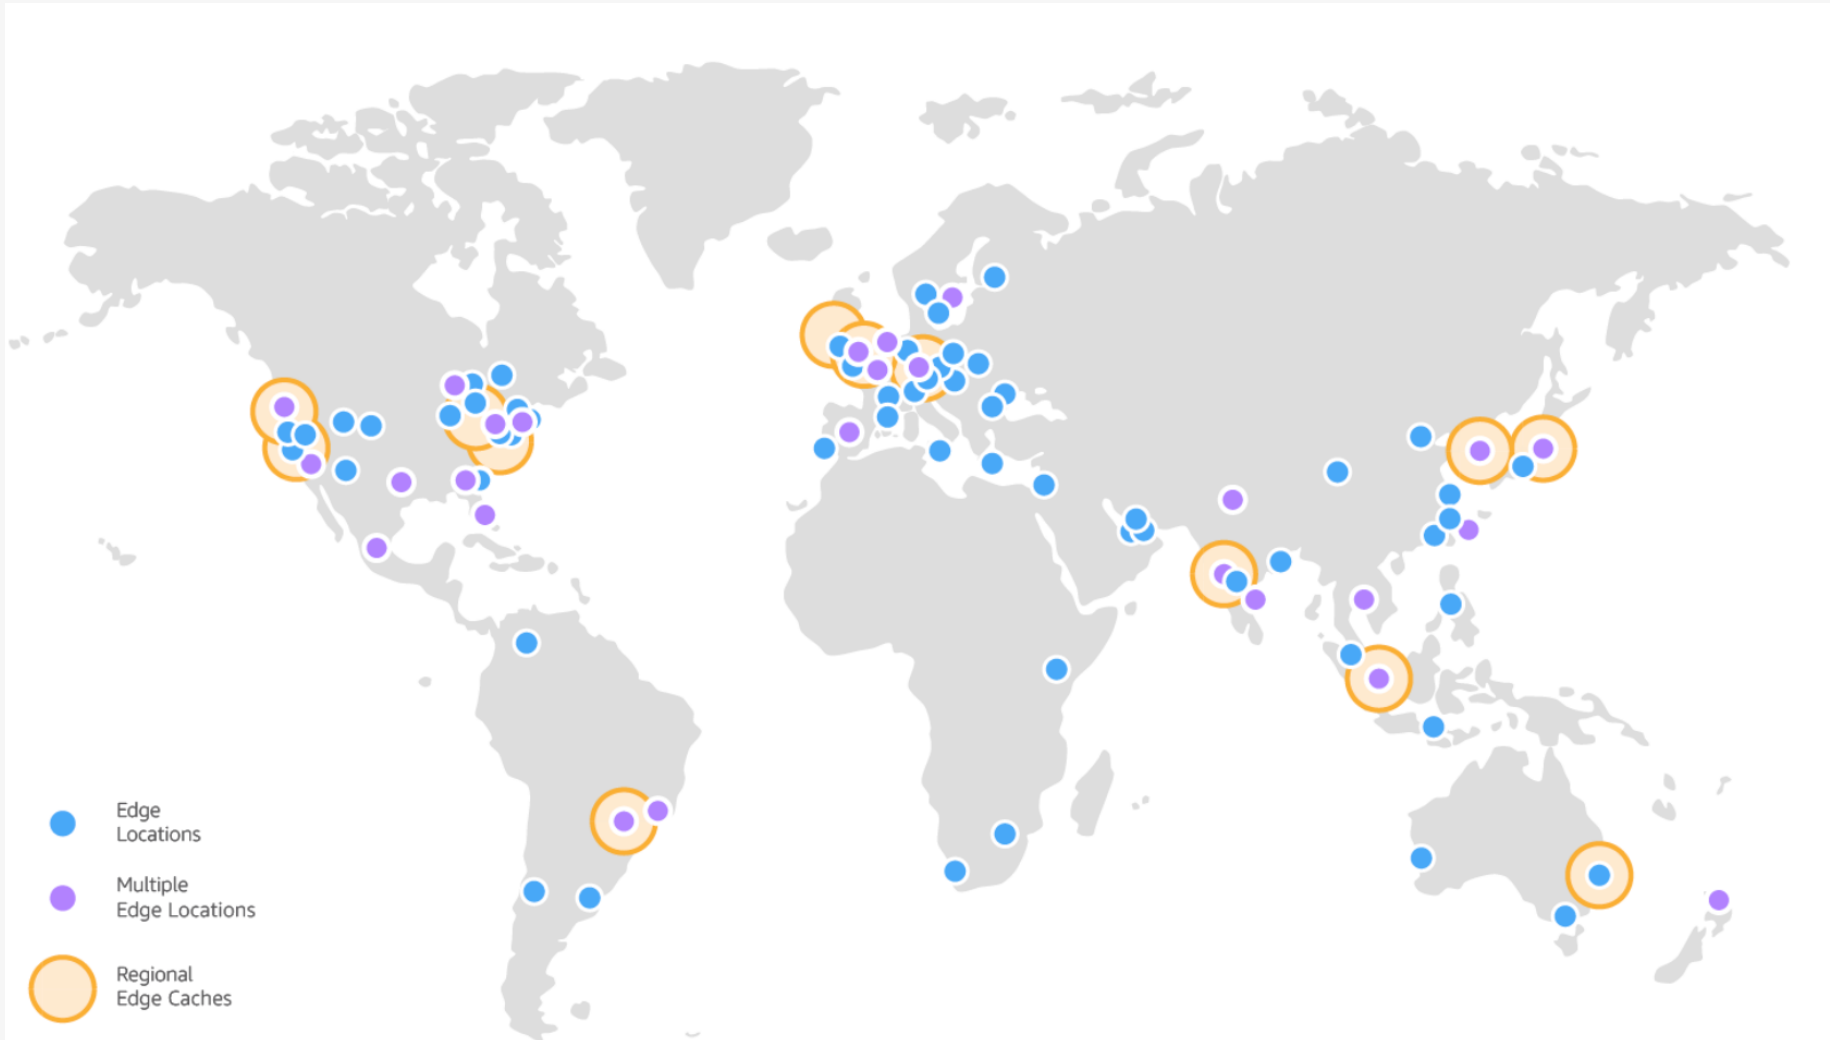 Edge
Locations
Multiple
Edge Locations
Regional
Edge Caches